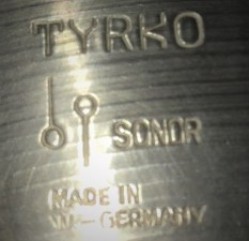 TYRKO
SONOR
MADE IN
W-GERMANY